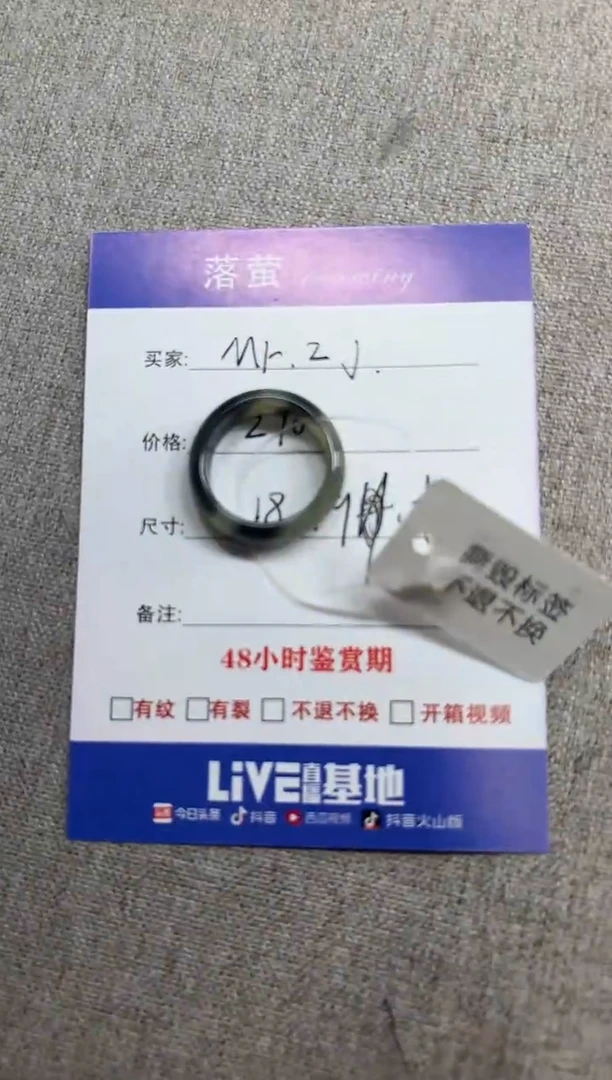 落萤
买家: Mr. Z J.
价格:
尺寸: 18
备注:
48小时鉴赏期
有纹 有裂 不退不换 开箱视频
LiVE直播基地
今日头条 抖音 西瓜视频 抖音火山版
撕毁标签
不退不换